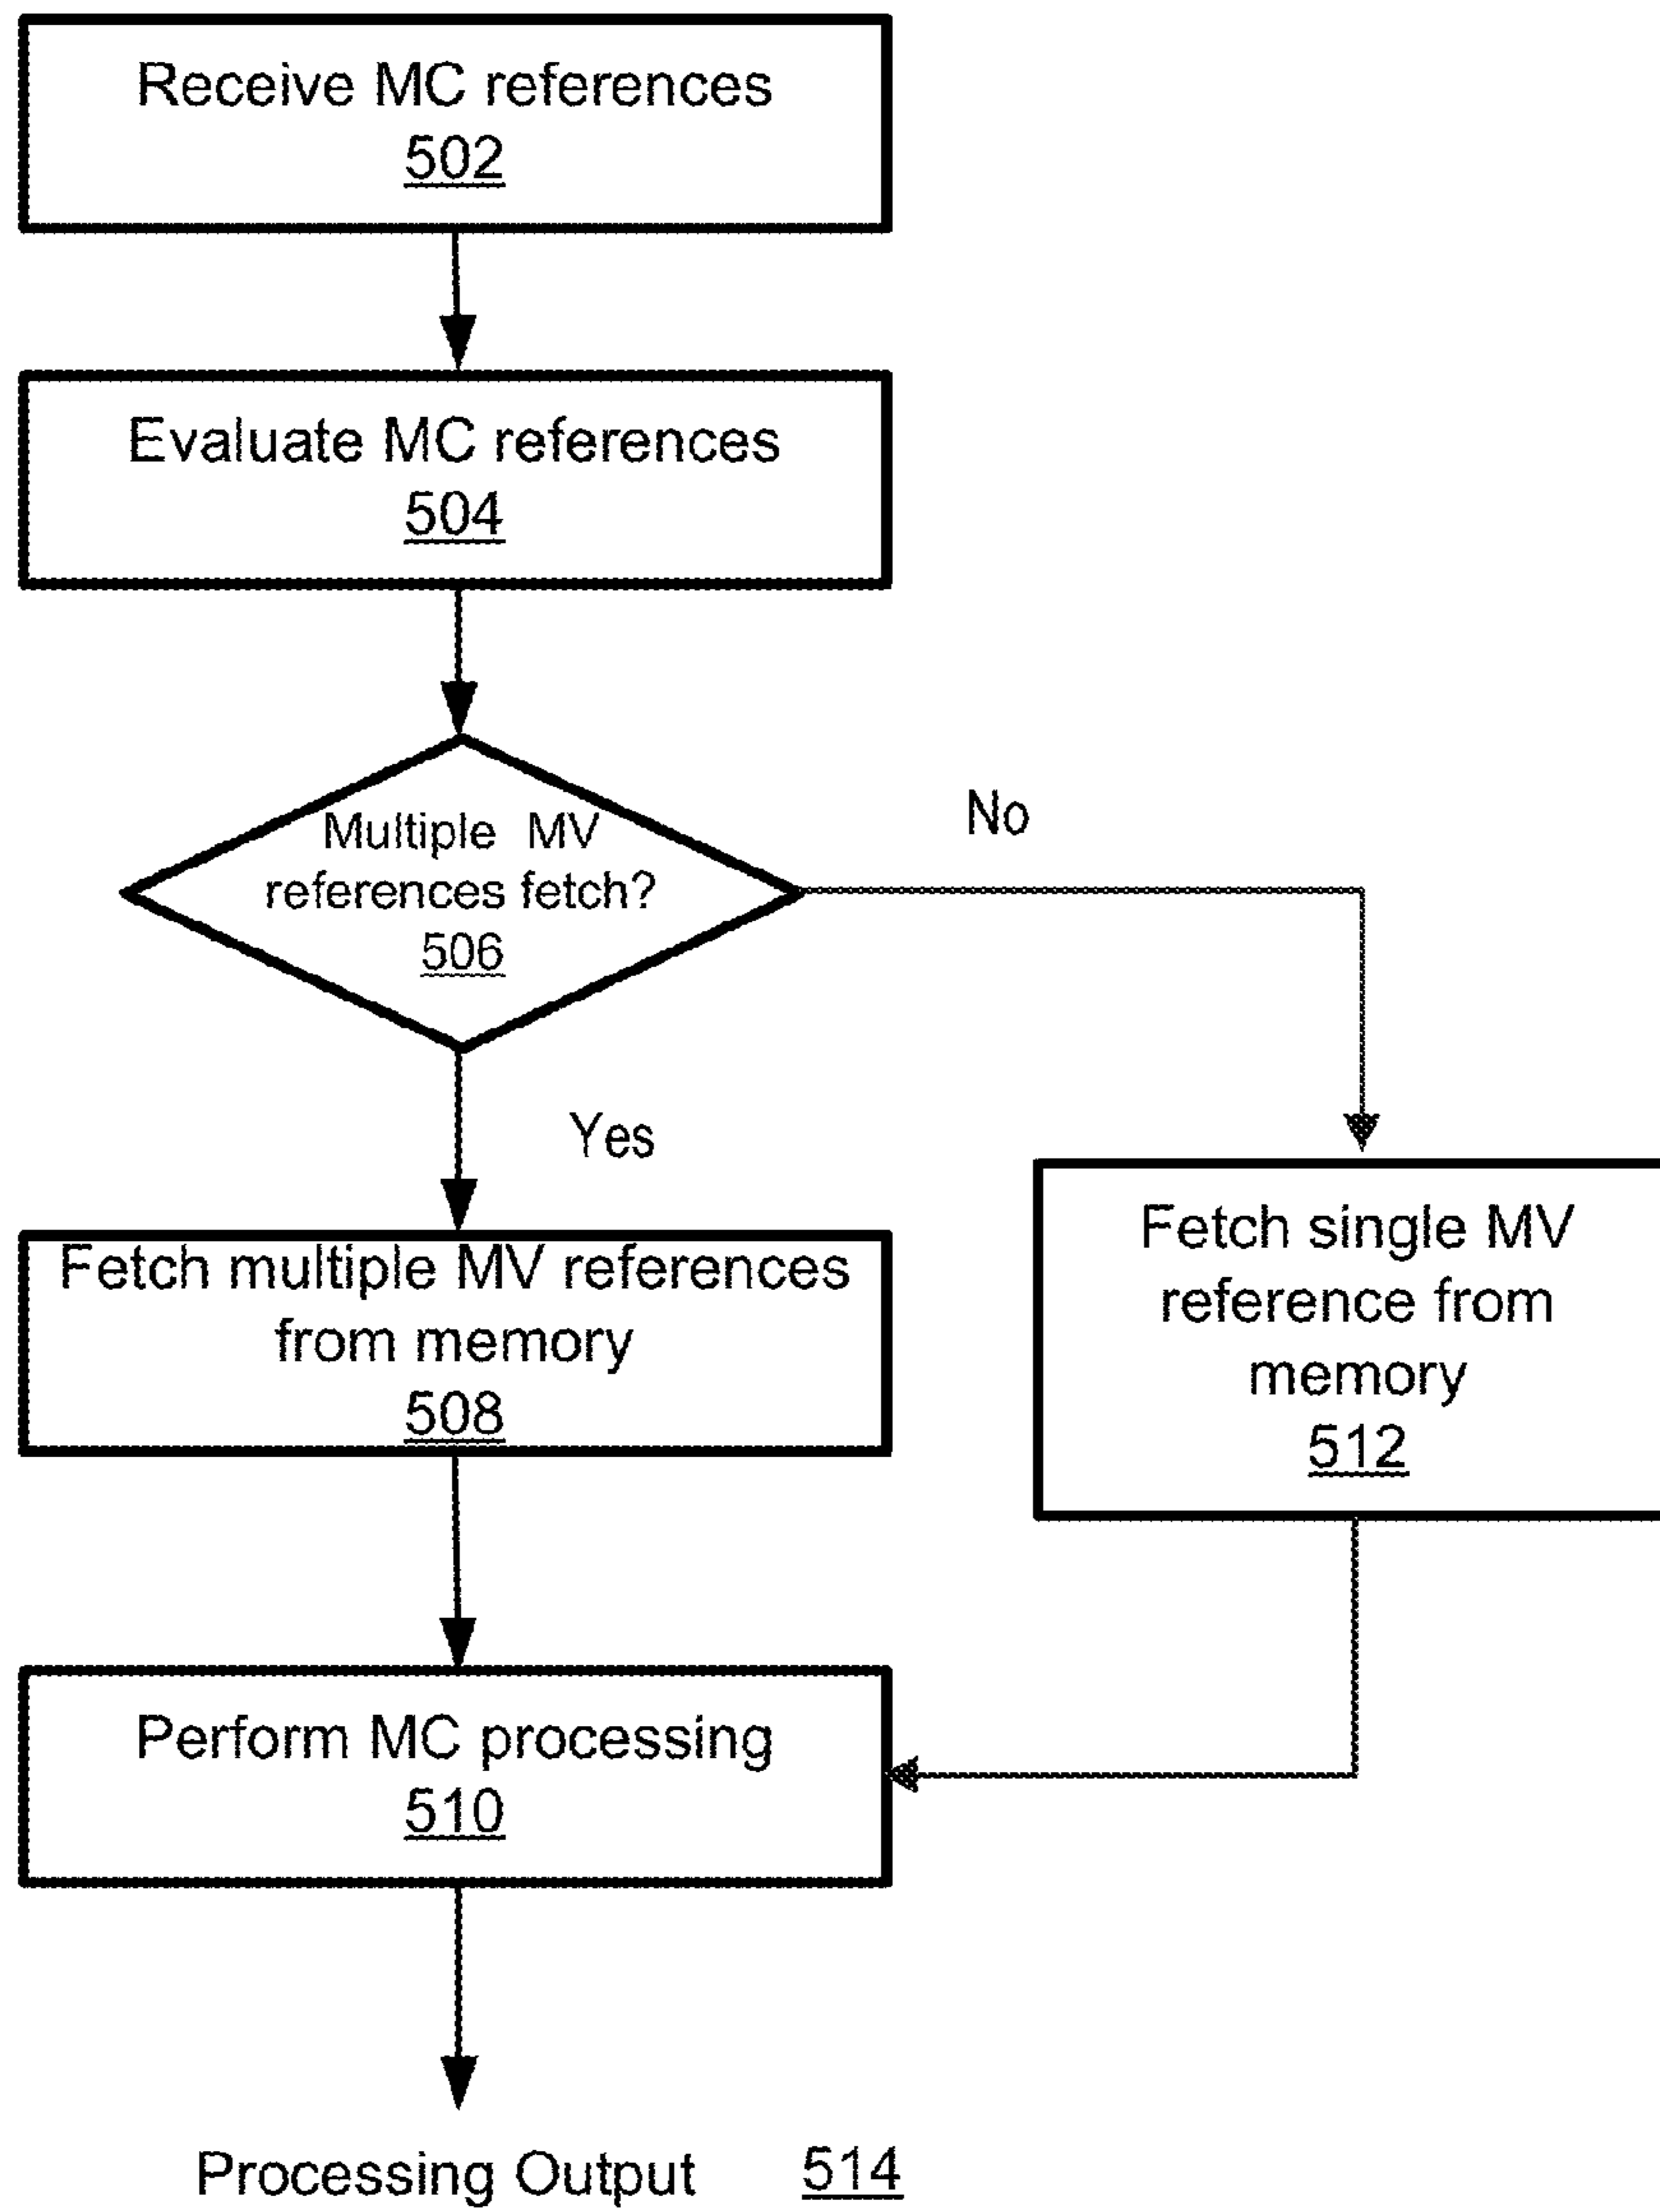 Receive MC references
502
Evaluate MC references
504
Multiple MV
references fetch?
506
No
Yes
Fetch multiple MV references
from memory
508
Fetch single MV
reference from
memory
512
Perform MC processing
510
Processing Output 514